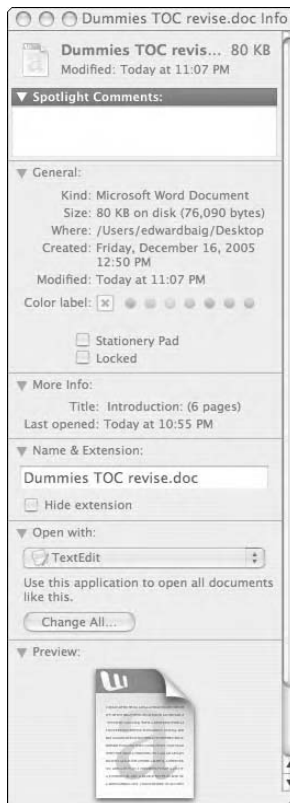 Dummies TOC revise.doc Info
Dummies TOC revis... 80 KB
Modified: Today at 11:07 PM
Spotlight Comments:
General:
Kind: Microsoft Word Document
Size: 80 KB on disk (76,090 bytes)
Where: /Users/edwardbaig/Desktop
Created: Friday, December 16, 2005
12:50 PM
Modified: Today at 11:07 PM
Color label:
Stationery Pad
Locked
More Info:
Title: Introduction: (6 pages)
Last opened: Today at 10:55 PM
Name & Extension:
Dummies TOC revise.doc
Hide extension
Open with:
TextEdit
Use this application to open all documents
like this.
Change All...
Preview: